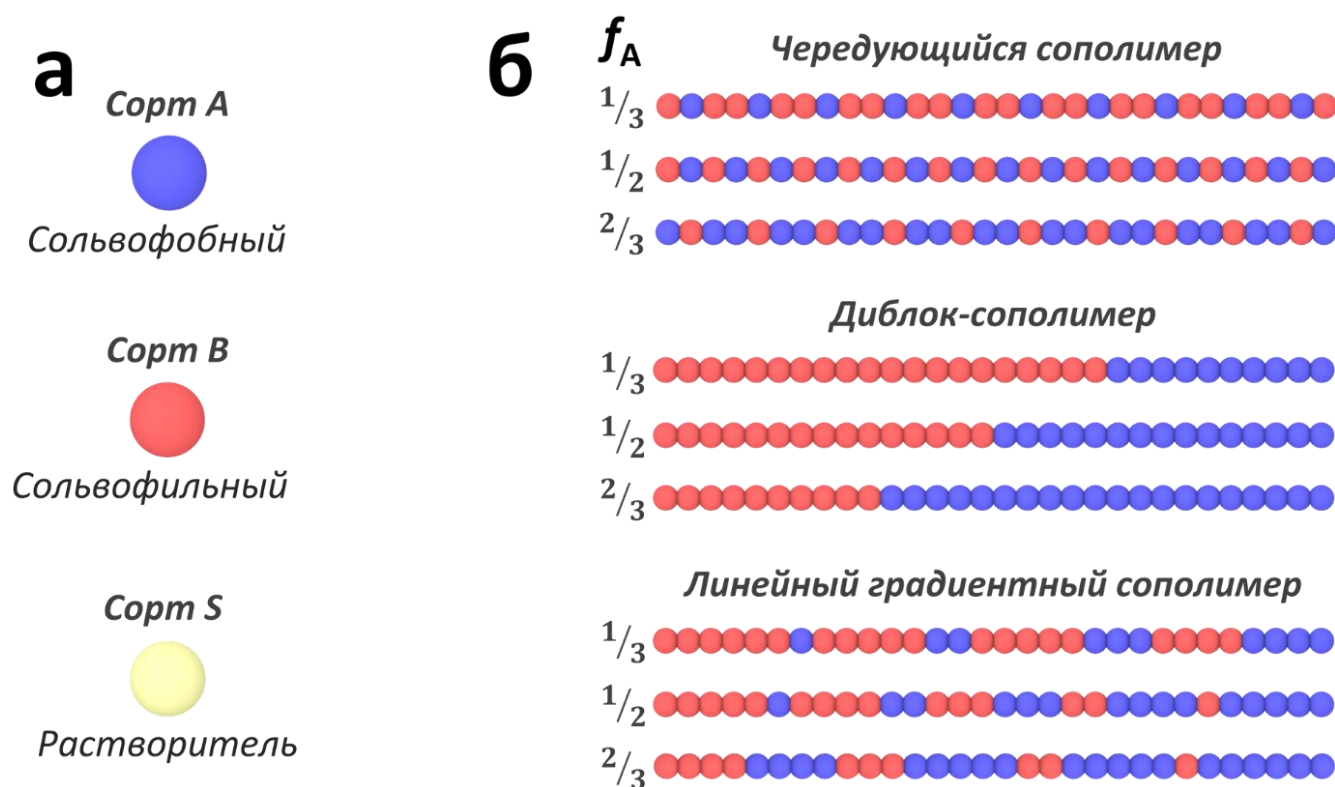 а
Сорт A
Сольвофобный
Сорт B
Сольвофильный
Сорт S
Растворитель
б
fA
Чередующийся сополимер
1/3
1/2
2/3
Диблок-сополимер
1/3
1/2
2/3
Линейный градиентный сополимер
1/3
1/2
2/3